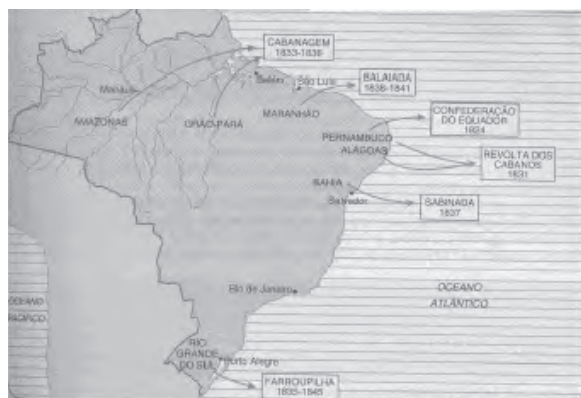 CABANAGEM
1833-1836
Manaus
Belém
São Luís
BALAIADA
1838-1841
AMAZONAS
GRÃO-PARÁ
MARANHÃO
CONFEDERAÇÃO
DO EQUADOR
1824
PERNAMBUCO
ALAGOAS
REVOLTA DOS
CABANOS
1831
BAHIA
Salvador
SABINADA
1837
Rio de Janeiro
OCEANO
ATLÂNTICO
OCEANO
PACÍFICO
RIO
GRANDE
DO SUL
Porto Alegre
FARROUPILHA
1835-1845